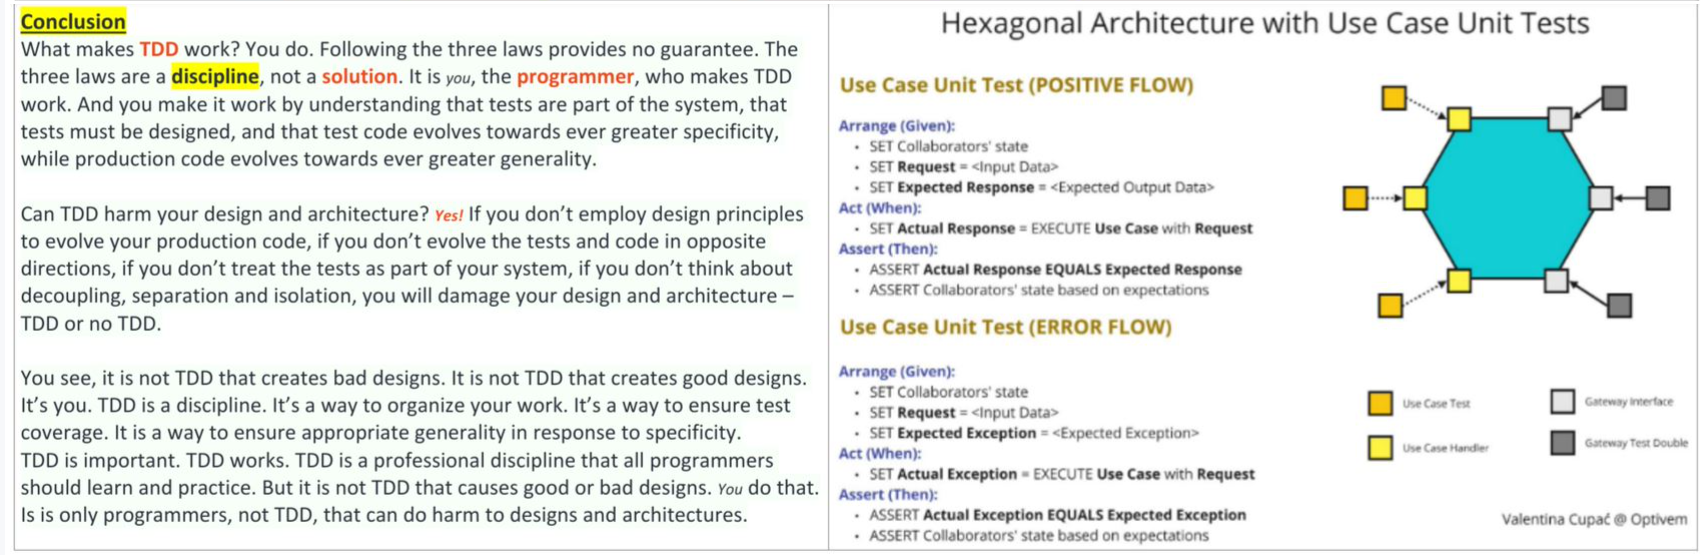 Conclusion
What makes TDD work? You do. Following the three laws provides no guarantee. The
three laws are a discipline, not a solution. It is you, the programmer, who makes TDD
work. And you make it work by understanding that tests are part of the system, that
tests must be designed, and that test code evolves towards ever greater specificity,
while production code evolves towards ever greater generality.
Can TDD harm your design and architecture? Yes! If you don’t employ design principles
to evolve your production code, if you don’t evolve the tests and code in opposite
directions, if you don’t treat the tests as part of your system, if you don’t think about
decoupling, separation and isolation, you will damage your design and architecture –
TDD or no TDD.
You see, it is not TDD that creates bad designs. It is not TDD that creates good designs.
It’s you. TDD is a discipline. It’s a way to organize your work. It’s a way to ensure test
coverage. It is a way to ensure appropriate generality in response to specificity.
TDD is important. TDD works. TDD is a professional discipline that all programmers
should learn and practice. But it is not TDD that causes good or bad designs. You do that.
Is is only programmers, not TDD, that can do harm to designs and architectures.
Hexagonal Architecture with Use Case Unit Tests
Use Case Unit Test (POSITIVE FLOW)
Arrange (Given):
• SET Collaborators' state
• SET Request = <Input Data>
• SET Expected Response = <Expected Output Data>
Act (When):
• SET Actual Response = EXECUTE Use Case with Request
Assert (Then):
• ASSERT Actual Response EQUALS Expected Response
• ASSERT Collaborators' state based on expectations
Use Case Unit Test (ERROR FLOW)
Arrange (Given):
• SET Collaborators' state
• SET Request = <Input Data>
• SET Expected Exception = <Expected Exception>
Act (When):
• SET Actual Exception = EXECUTE Use Case with Request
Assert (Then):
• ASSERT Actual Exception EQUALS Expected Exception
• ASSERT Collaborators' state based on expectations
Use Case Test
Gateway Interface
Use Case Handler
Gateway Test Double
Valentina Cupać @ Optivem